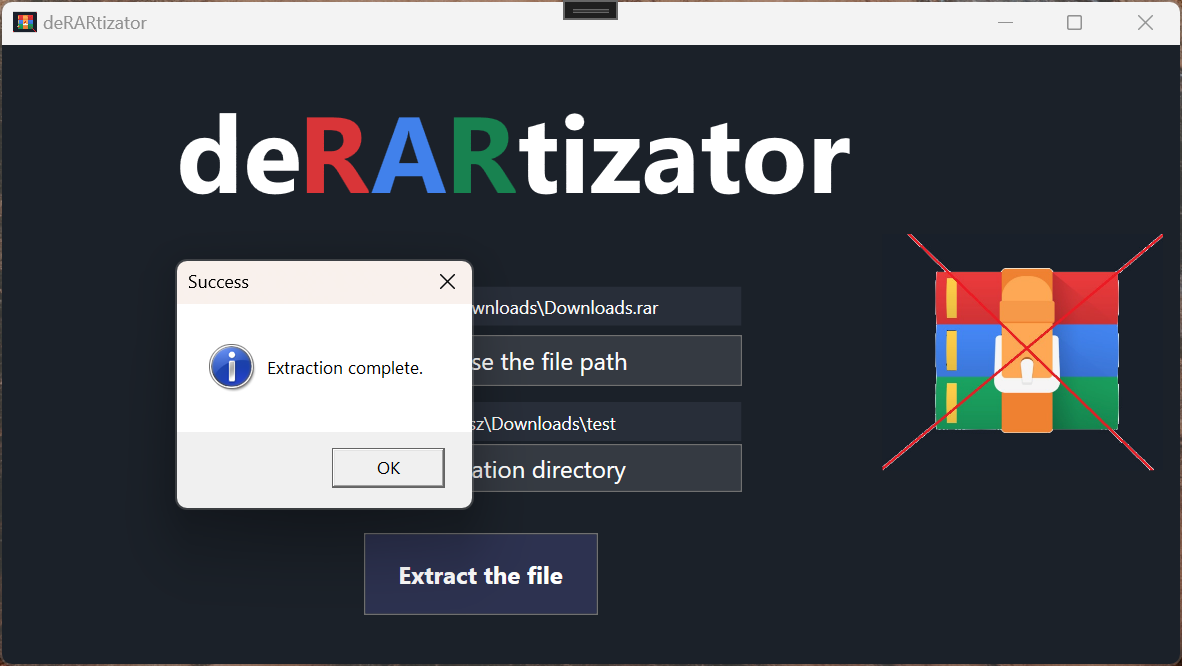 deRARtizator
deRARtizator
Success
wnloads\Downloads.rar
Extraction complete.
se the file path
sz\Downloads\test
OK
ation directory
Extract the file